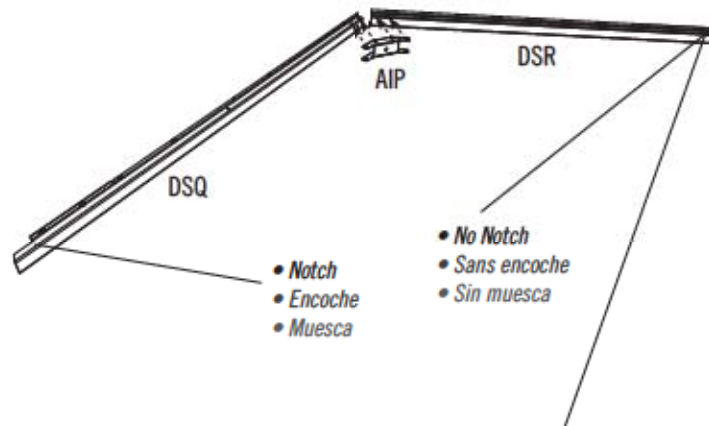 DSR
AIP
DSQ
• No Notch
• Sans encoche
• Sin muesca
• Notch
• Encoche
• Muesca